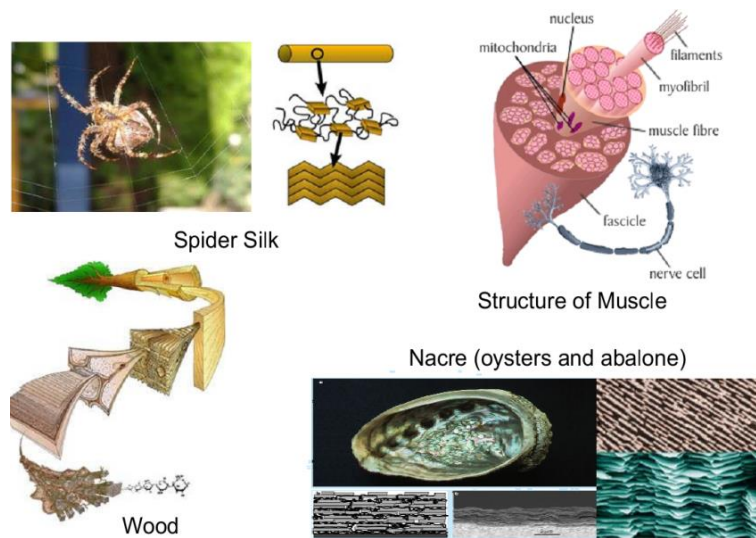 nucleus
mitochondria
filaments
myofibril
muscle fibre
fascicle
nerve cell
Spider Silk
Structure of Muscle
Nacre (oysters and abalone)
Wood